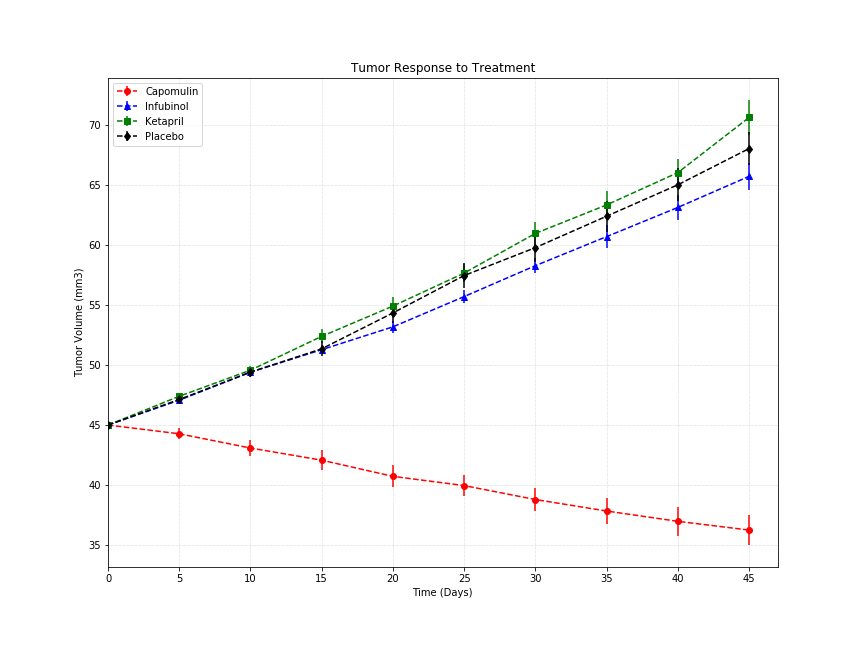 Tumor Response to Treatment
Capomulin
Infubinol
Ketapril
Placebo
Tumor Volume (mm3)
70
65
60
55
50
45
40
35
0 5 10 15 20 25 30 35 40 45
Time (Days)